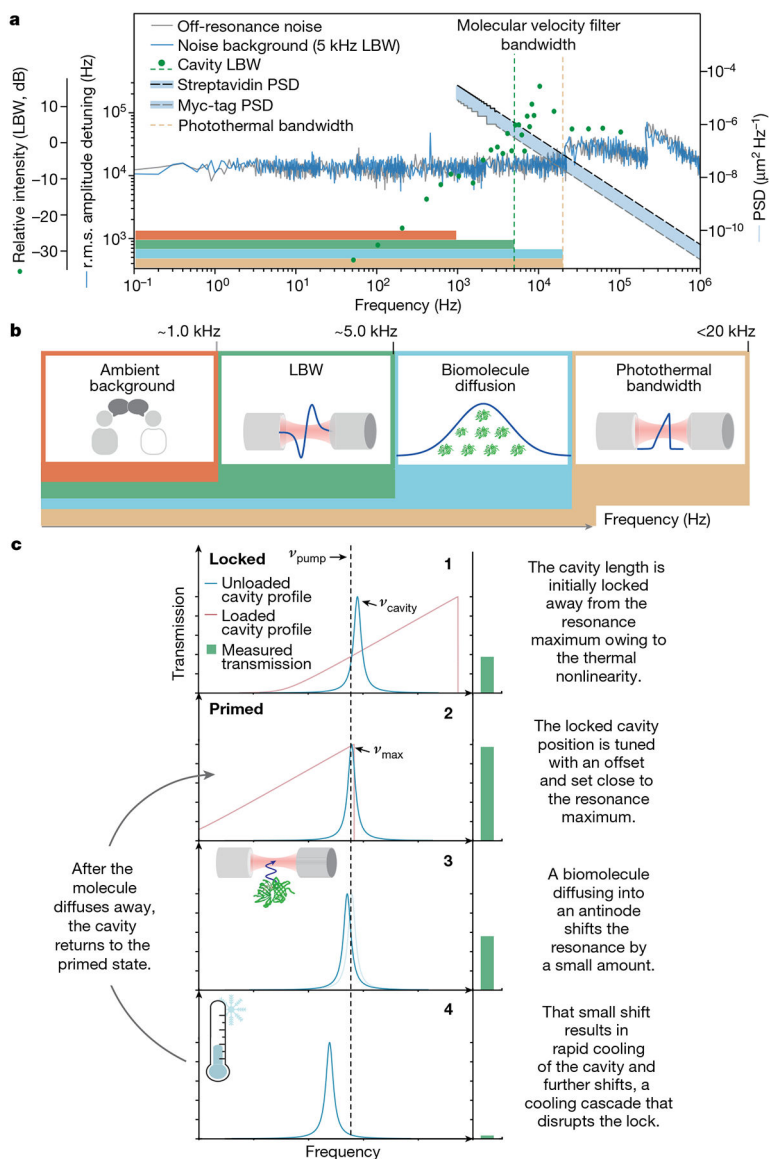 a
Off-resonance noise
Noise background (5 kHz LBW)
Cavity LBW
Streptavidin PSD
Myc-tag PSD
Photothermal bandwidth
Molecular velocity filter
bandwidth
Relative intensity (LBW, dB)
10
0
–10
–20
–30
r.m.s. amplitude detuning (Hz)
10⁵
10⁴
10³
10⁻⁴
10⁻⁶
10⁻⁸
10⁻¹⁰
PSD (µm² Hz⁻¹)
10⁻¹
10⁰
10¹
10²
10³
10⁴
10⁵
10⁶
Frequency (Hz)
b
~1.0 kHz
~5.0 kHz
<20 kHz
Ambient
background
LBW
Biomolecule
diffusion
Photothermal
bandwidth
Frequency (Hz)
c
Transmission
Locked
νpump
1
Unloaded
cavity profile
Loaded
cavity profile
Measured
transmission
νcavity
The cavity length is
initially locked
away from the
resonance
maximum owing to
the thermal
nonlinearity.
Primed
2
νmax
The locked cavity
position is tuned
with an offset
and set close to
the resonance
maximum.
After the
molecule
diffuses away,
the cavity
returns to the
primed state.
3
A biomolecule
diffusing into
an antinode
shifts the
resonance by
a small amount.
4
That small shift
results in
rapid cooling
of the cavity and
further shifts, a
cooling cascade that
disrupts the lock.
Frequency